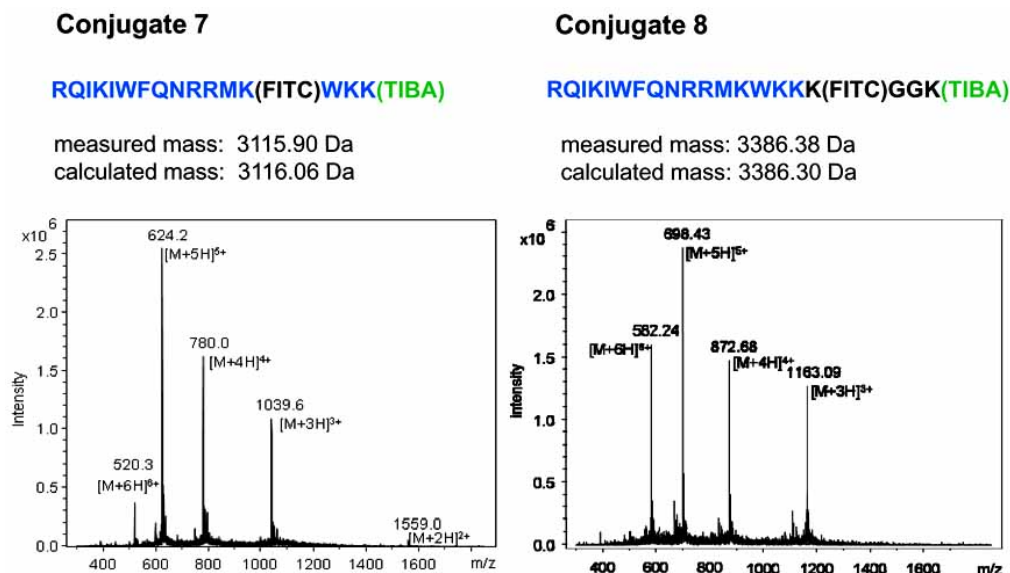 Conjugate 7
RQIKIWFQNRRMK(FITC)WKK(TIBA)
measured mass: 3115.90 Da
calculated mass: 3116.06 Da
x10 6
2.5
2.0
1.5
1.0
0.5
0.0
Intensity
624.2
[M+5H]5+
780.0
[M+4H]4+
1039.6
[M+3H]3+
520.3
[M+6H]6+
1559.0
[M+2H]2+
400 600 800 1000 1200 1400 1600 m/z
Conjugate 8
RQIKIWFQNRRMKWKKK(FITC)GGK(TIBA)
measured mass: 3386.38 Da
calculated mass: 3386.30 Da
x10 6
2.0
1.5
1.0
0.5
0.0
Intensity
698.43
[M+5H]5+
582.24
[M+6H]6+
872.68
[M+4H]4+
1163.09
[M+3H]3+
400 600 800 1000 1200 1400 1600 m/z